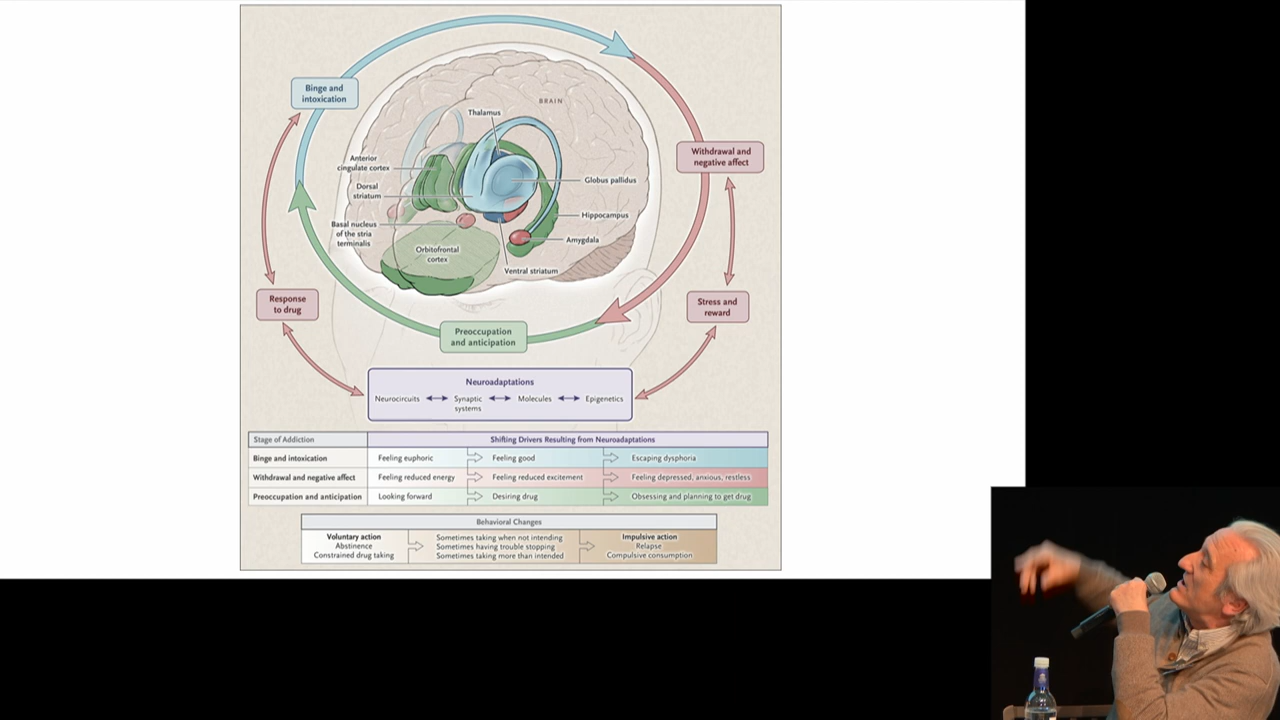 Binge and
intoxication
BRAIN
Thalamus
Withdrawal and
negative affect
Anterior
cingulate cortex
Globus pallidus
Dorsal
striatum
Hippocampus
Basal nucleus
of the stria
terminalis
Amygdala
Orbitofrontal
cortex
Ventral striatum
Response
to drug
Stress and
reward
Preoccupation
and anticipation
Neuroadaptations
Neurocircuits Synaptic systems Molecules Epigenetics
Stage of Addiction Shifting Drivers Resulting from Neuroadaptations
Binge and intoxication Feeling euphoric Feeling good Escaping dysphoria
Withdrawal and negative affect Feeling reduced energy Feeling reduced excitement Feeling depressed, anxious, restless
Preoccupation and anticipation Looking forward Desiring drug Obsessing and planning to get drug
Behavioral Changes
Voluntary action Sometimes taking when not intending Impulsive action
Abstinence Sometimes having trouble stopping Relapse
Constrained drug taking Sometimes taking more than intended Compulsive consumption